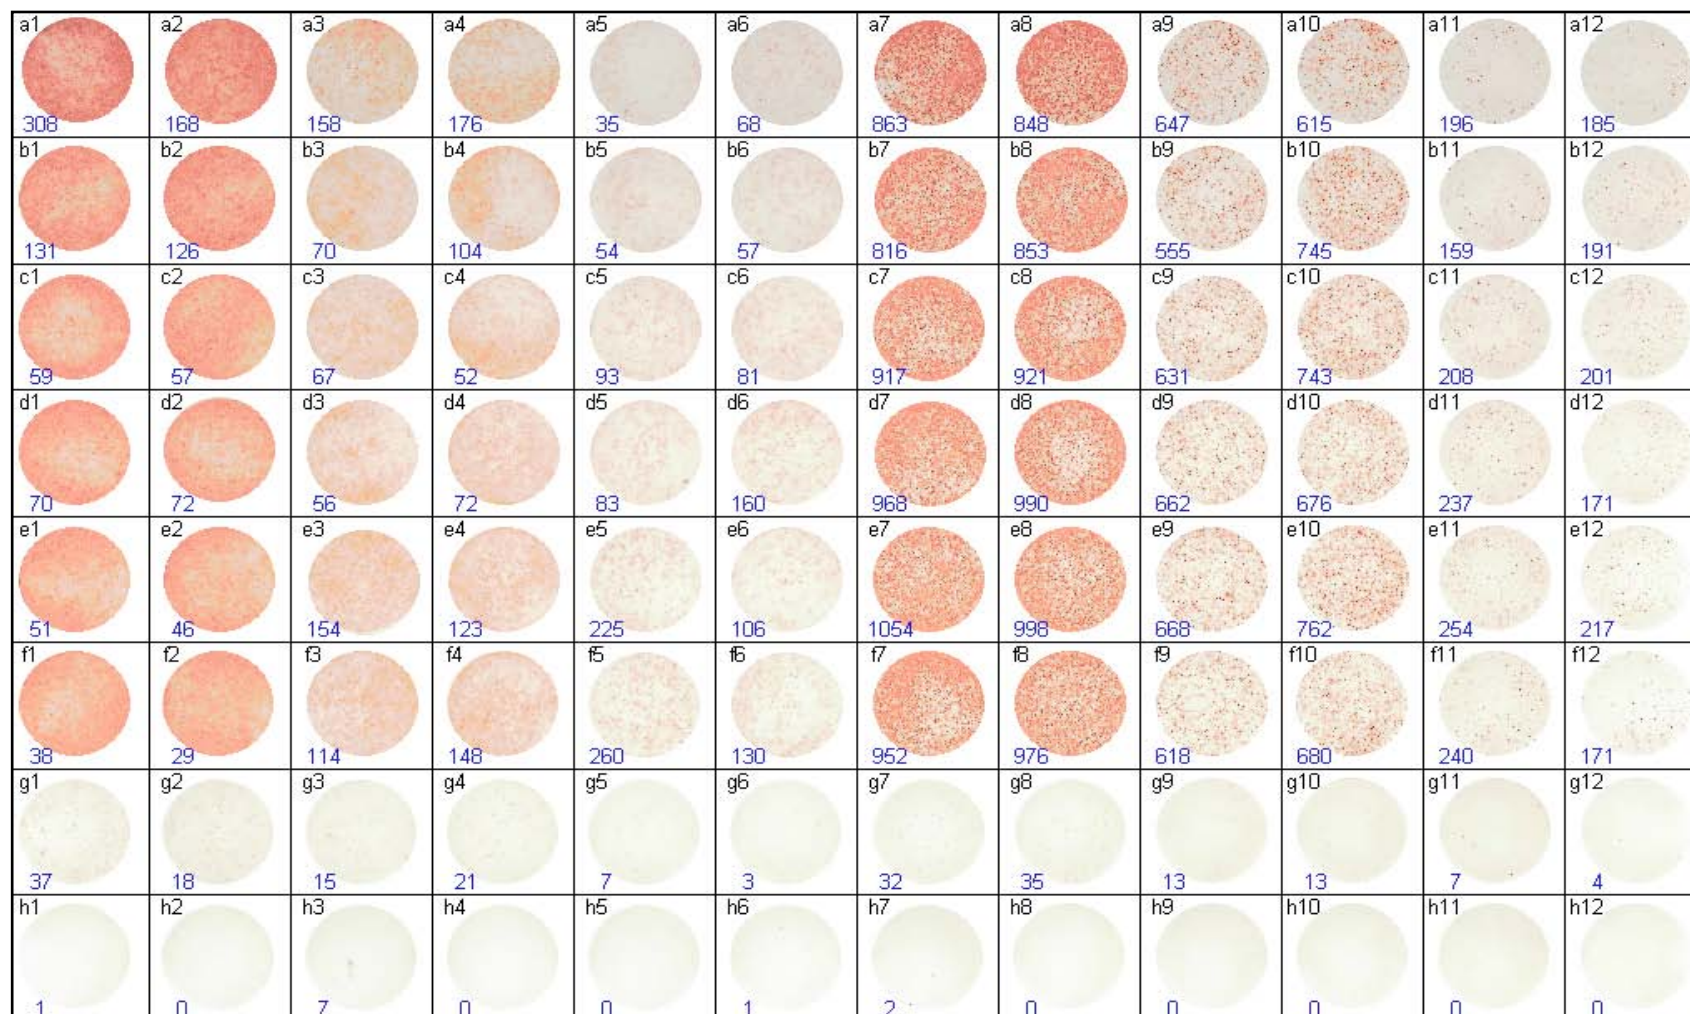 a1 a2 a3 a4 a5 a6 a7 a8 a9 a10 a11 a12
308 168 158 176 35 68 863 848 647 615 196 185
b1 b2 b3 b4 b5 b6 b7 b8 b9 b10 b11 b12
131 126 70 104 54 57 816 853 555 745 159 191
c1 c2 c3 c4 c5 c6 c7 c8 c9 c10 c11 c12
59 57 67 52 93 81 917 921 631 743 208 201
d1 d2 d3 d4 d5 d6 d7 d8 d9 d10 d11 d12
70 72 56 72 83 160 968 990 662 676 237 171
e1 e2 e3 e4 e5 e6 e7 e8 e9 e10 e11 e12
51 46 154 123 225 106 1054 998 668 762 254 217
f1 f2 f3 f4 f5 f6 f7 f8 f9 f10 f11 f12
38 29 114 148 260 130 952 976 618 680 240 171
g1 g2 g3 g4 g5 g6 g7 g8 g9 g10 g11 g12
37 18 15 21 7 3 32 35 13 13 7 4
h1 h2 h3 h4 h5 h6 h7 h8 h9 h10 h11 h12
1 0 7 0 0 1 2 0 0 0 0 0